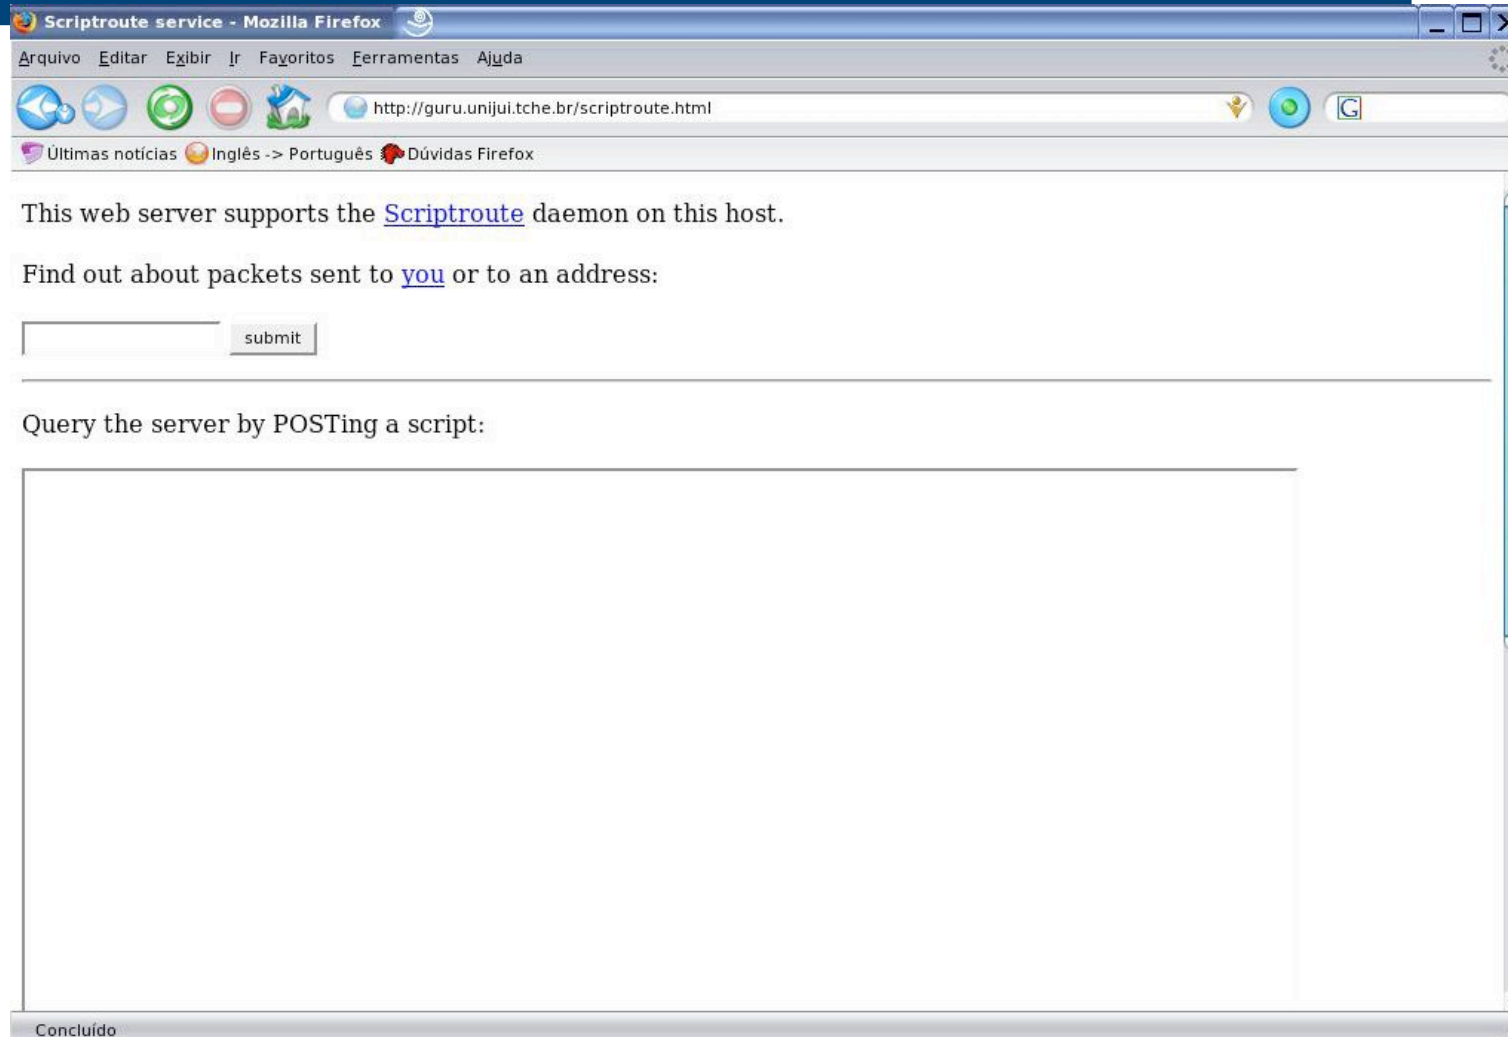 Scriptroute service - Mozilla Firefox
Arquivo Editar Exibir Ir Favoritos Ferramentas Ajuda
http://guru.unijui.tche.br/scriptroute.html
G
Últimas notícias Inglês -> Português Dúvidas Firefox
This web server supports the Scriptroute daemon on this host.
Find out about packets sent to you or to an address:
submit
Query the server by POSTing a script:
Concluído